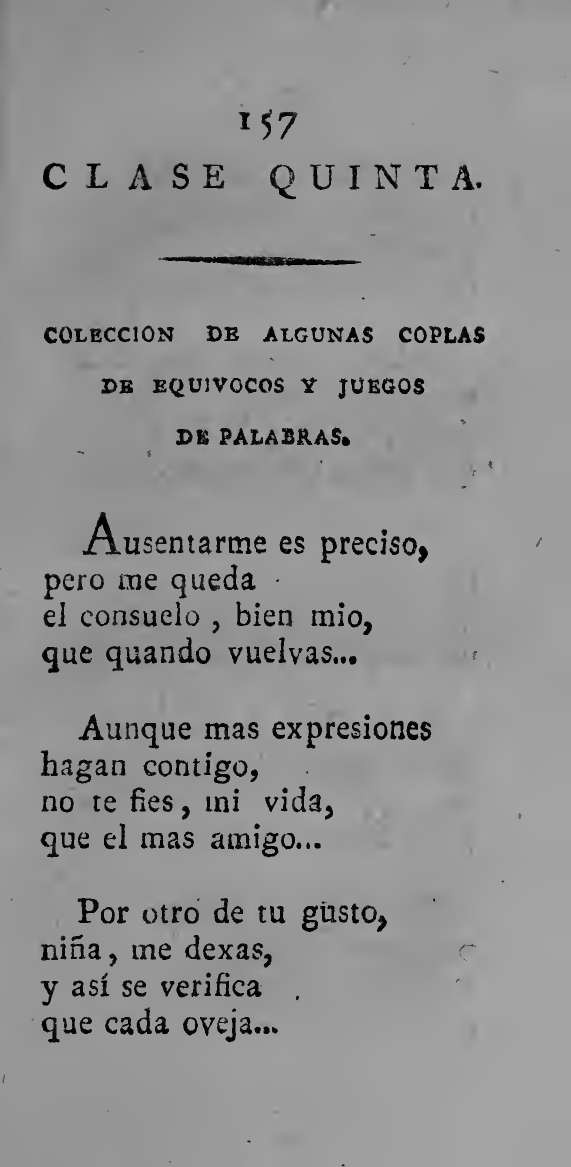 157
CLASE QUINTA.
COLECCION DE ALGUNAS COPLAS
DE EQUIVOCOS Y JUEGOS
DE PALABRAS.
Ausentarme es preciso,
pero me queda
el consuelo , bien mio,
que quando vuelvas...
Aunque mas expresiones
hagan contigo,
no te fies , mi vida,
que el mas amigo...
Por otro de tu gusto,
niña , me dexas,
y así se verifica
que cada oveja...